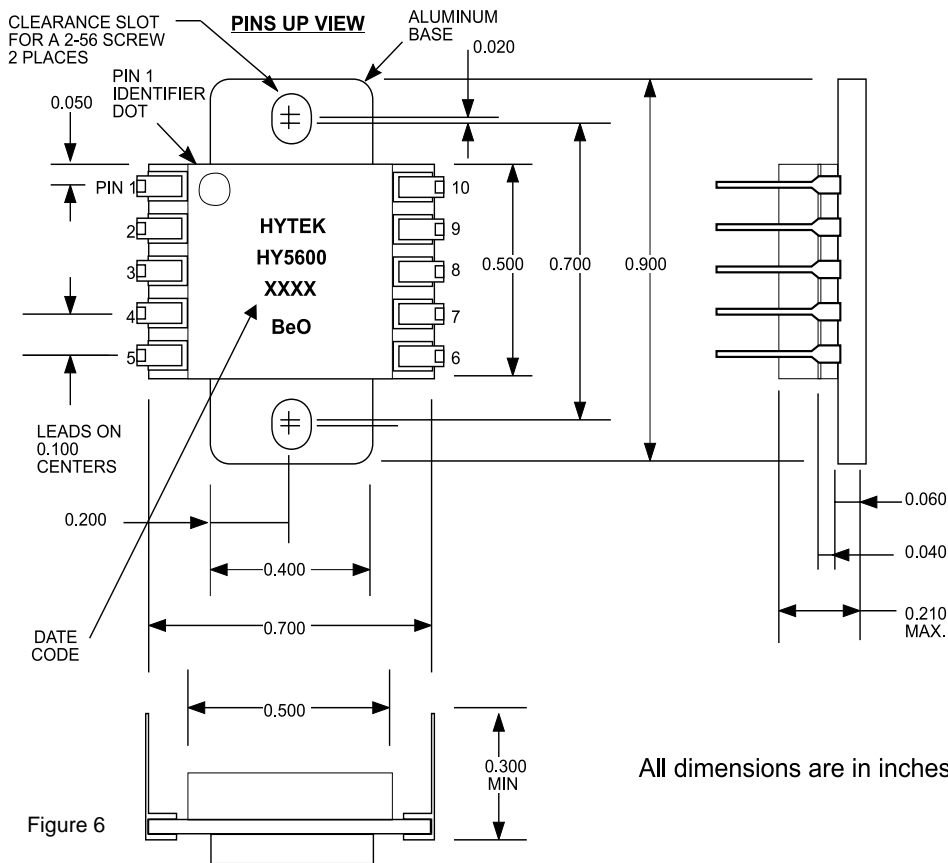 CLEARANCE SLOT
FOR A 2-56 SCREW
2 PLACES
PINS UP VIEW
ALUMINUM
BASE
0.020
PIN 1
IDENTIFIER
DOT
0.050
PIN 1
2
3
4
5
10
9
8
7
6
HYTEK
HY5600
XXXX
BeO
0.500
0.700
0.900
LEADS ON
0.100
CENTERS
0.200
0.400
0.700
DATE
CODE
0.500
0.060
0.040
0.210
MAX.
0.300
MIN
All dimensions are in inches
Figure 6